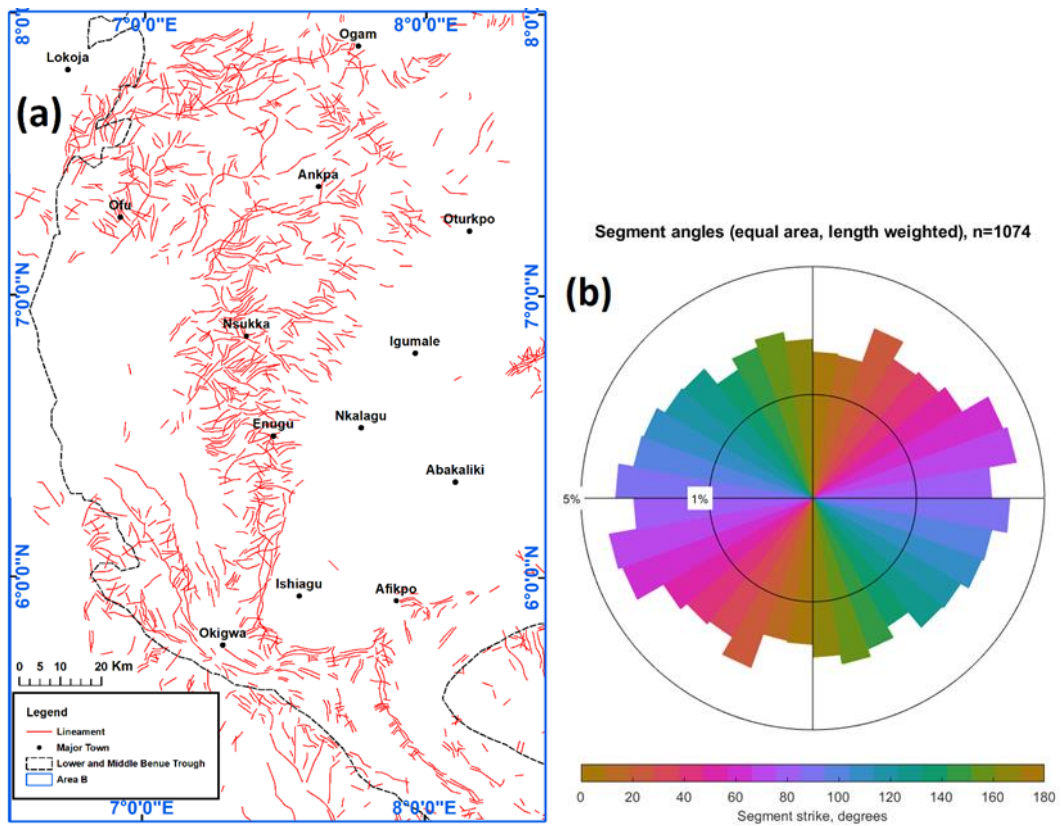 8°0'0"N
7°0'0"E
8°0'0"E
8°0'0"N
Lokoja
Ogam
(a)
Ankpa
Ofu
Oturkpo
7°0'0"N
7°0'0"N
Nsukka
Igumale
Enugu
Nkalagu
Abakaliki
6°0'0"N
6°0'0"N
Ishiagu
Afikpo
Okigwa
0 5 10 20 Km
Legend
Lineament
Major Town
Lower and Middle Benue Trough
Area B
7°0'0"E
8°0'0"E
Segment angles (equal area, length weighted), n=1074
(b)
5%
1%
0 20 40 60 80 100 120 140 160 180
Segment strike, degrees